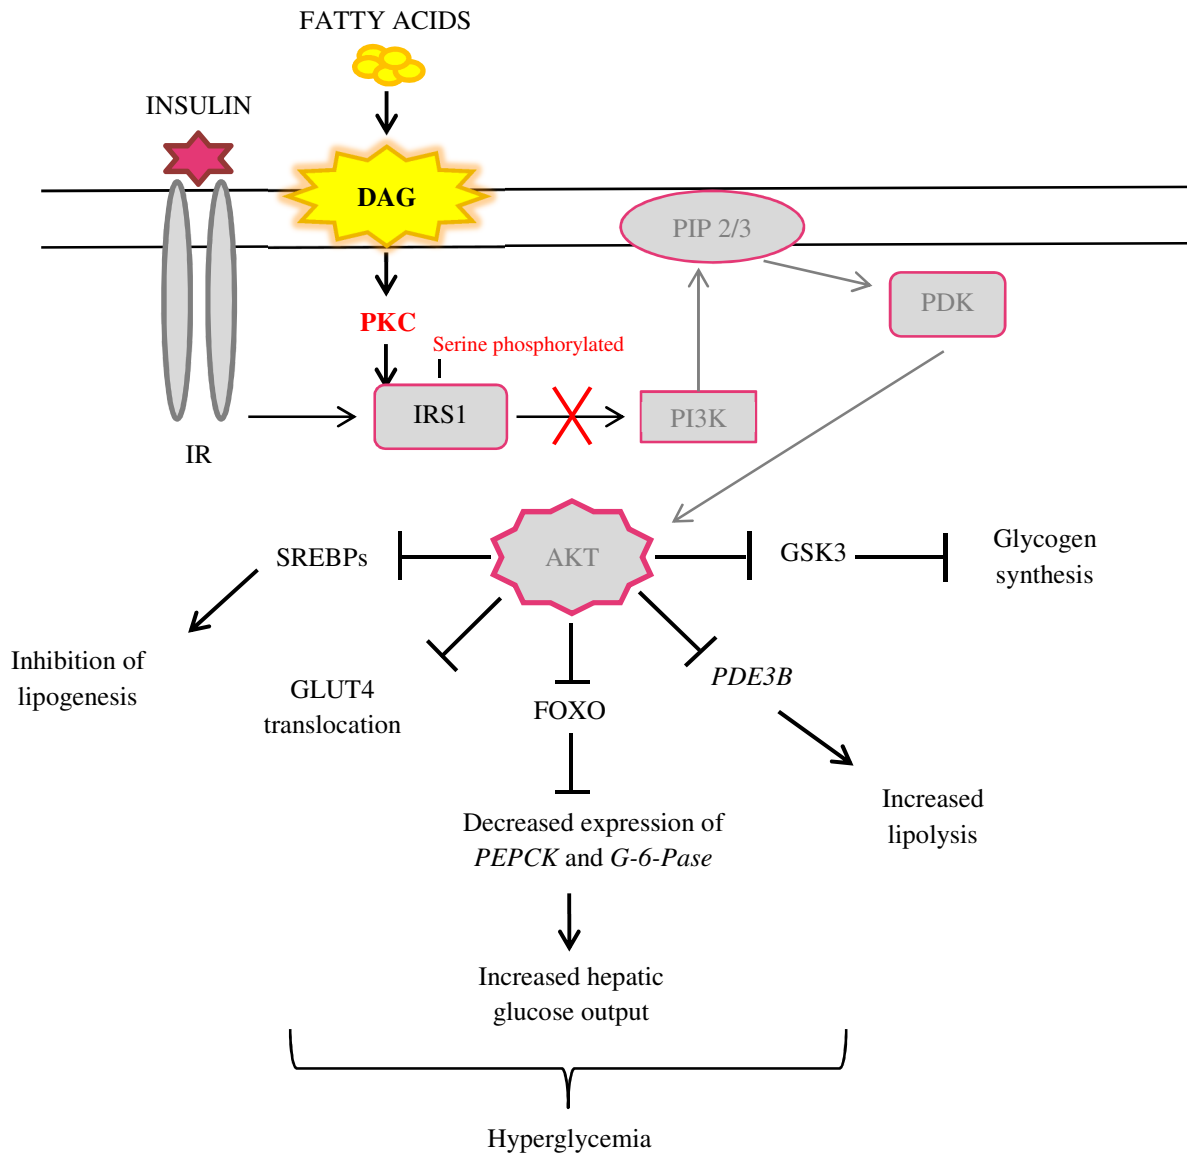 FATTY ACIDS
INSULIN
DAG
PIP 2/3
PDK
PKC
Serine phosphorylated
IRS1
PI3K
IR
SREBPs
AKT
GSK3
Glycogen
synthesis
Inhibition of
lipogenesis
GLUT4
translocation
FOXO
PDE3B
Increased
lipolysis
Decreased expression of
PEPCK and G-6-Pase
Increased hepatic
glucose output
Hyperglycemia